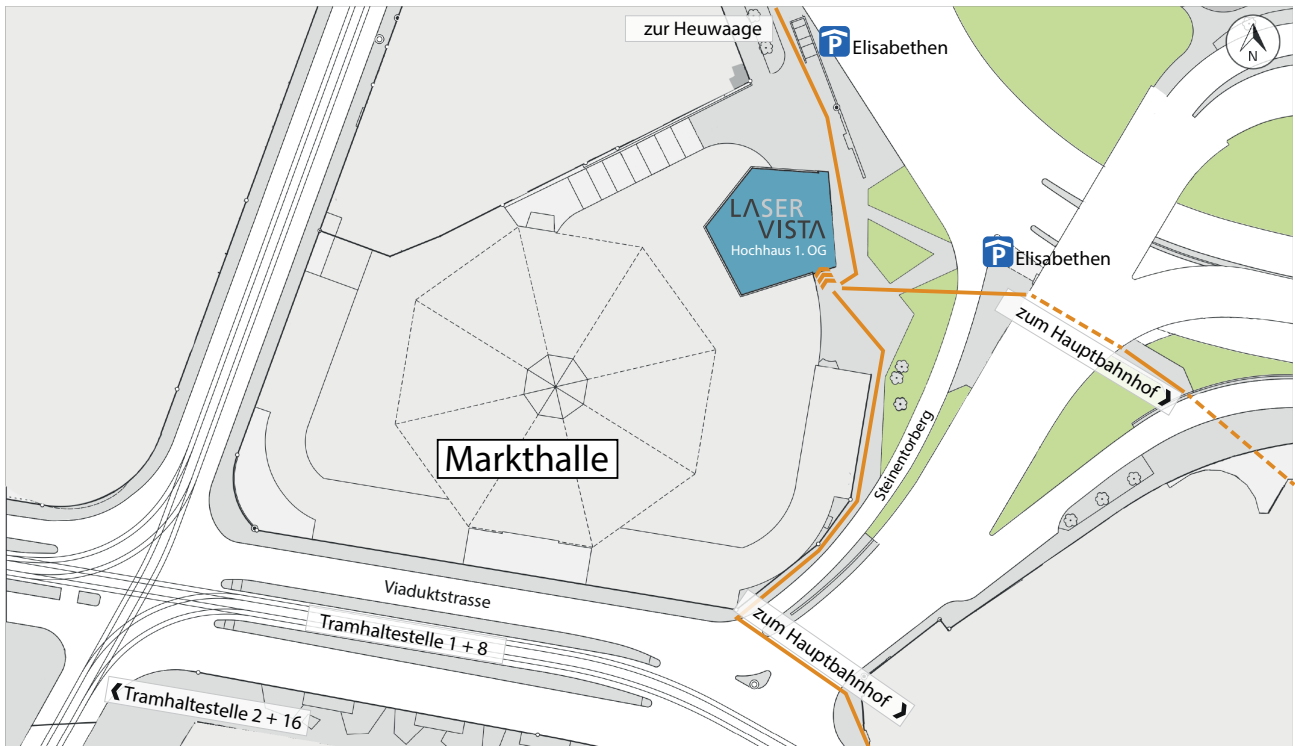 zur Heuwaage
Elisabethen
N
LASER
VISTA
Hochhaus 1. OG
Elisabethen
zum Hauptbahnhof
Markthalle
Steinentorberg
Viaduktstrasse
Tramhaltestelle 1 + 8
zum Hauptbahnhof
Tramhaltestelle 2 + 16
P
P